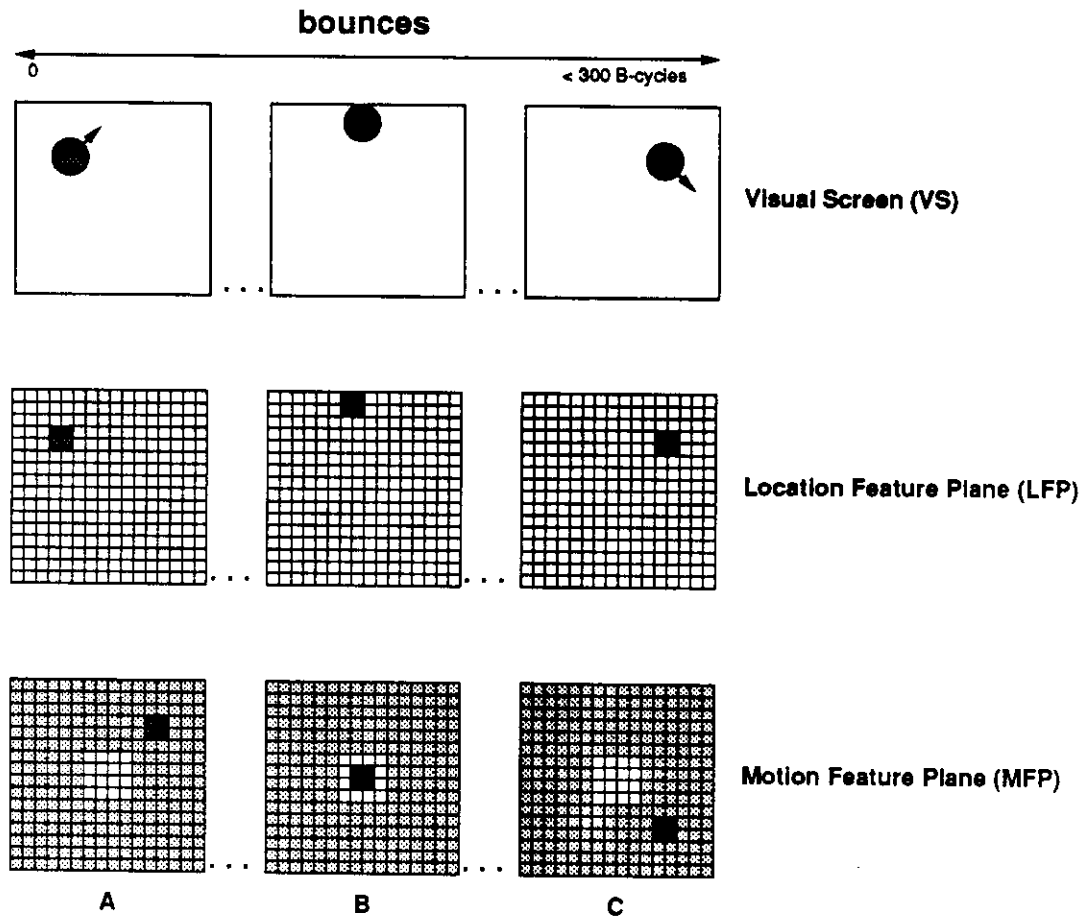 bounces
0
< 300 B-cycles
Visual Screen (VS)
. . .
. . .
Location Feature Plane (LFP)
. . .
. . .
Motion Feature Plane (MFP)
. . .
. . .
A
B
C